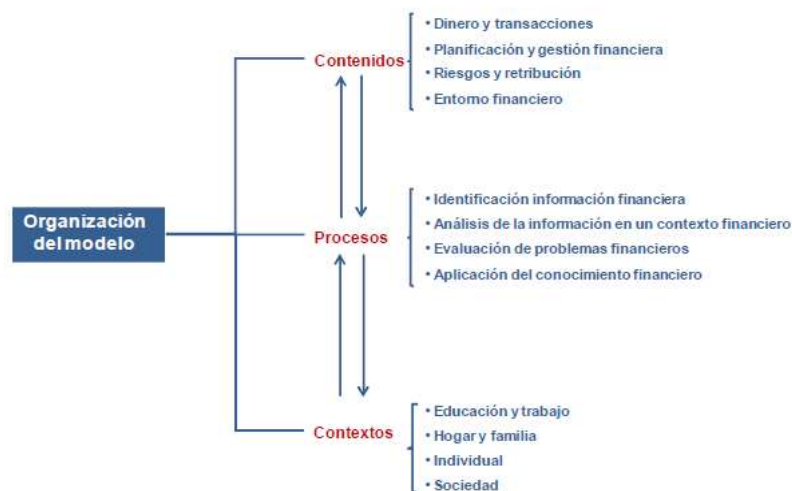 Organización
del modelo
Contenidos
• Dinero y transacciones
• Planificación y gestión financiera
• Riesgos y retribución
• Entorno financiero
Procesos
• Identificación información financiera
• Análisis de la información en un contexto financiero
• Evaluación de problemas financieros
• Aplicación del conocimiento financiero
Contextos
• Educación y trabajo
• Hogar y familia
• Individual
• Sociedad